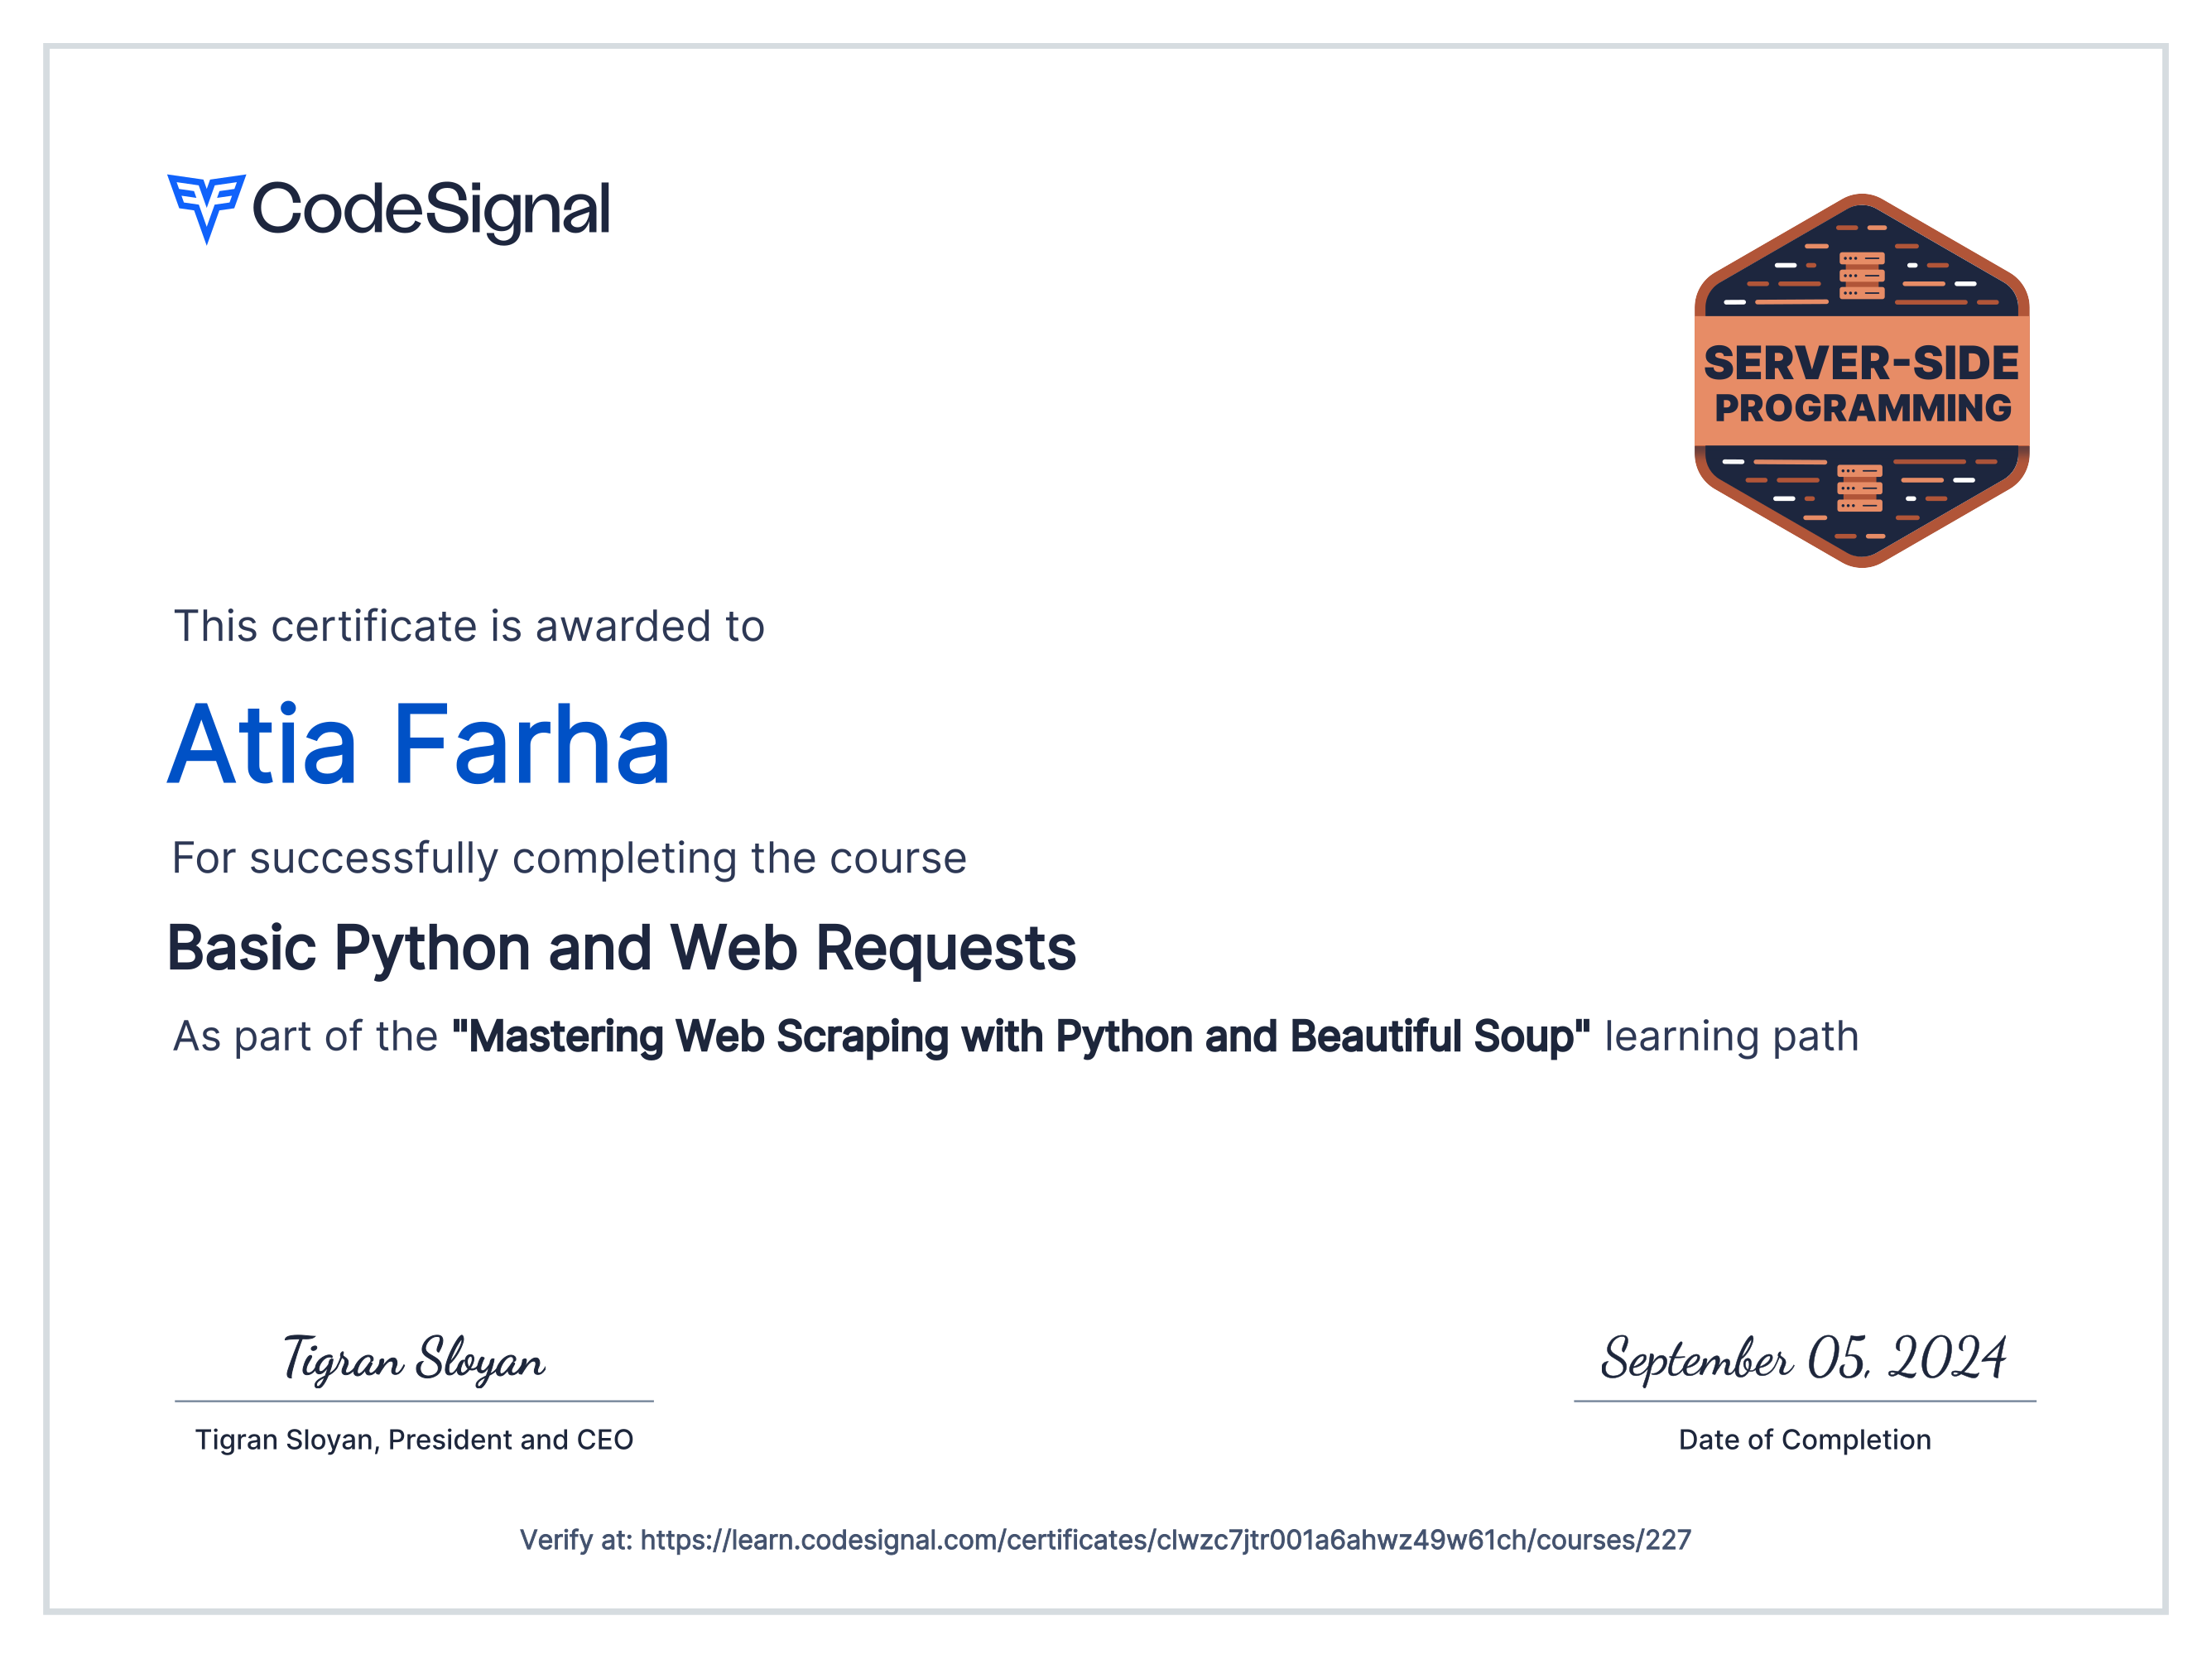 CodeSignal
SERVER-SIDE
PROGRAMMING
This certificate is awarded to
Atia Farha
For successfully completing the course
Basic Python and Web Requests
As part of the "Mastering Web Scraping with Python and Beautiful Soup" learning path
Tigran Sloyan
Tigran Sloyan, President and CEO
September 05, 2024
Date of Completion
Verify at: https://learn.codesignal.com/certificates/clwzc7jtr001a6ahwz49w61ch/courses/227